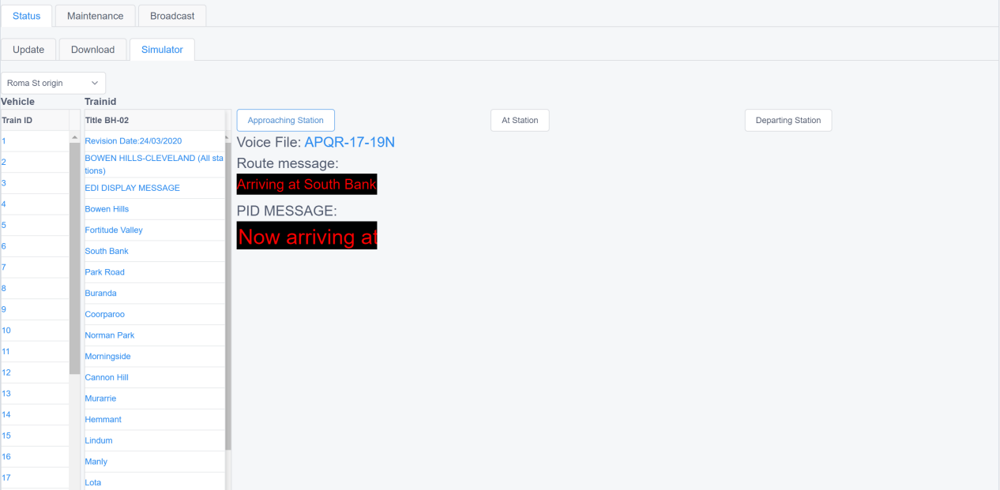 Status Maintenance Broadcast
Update Download Simulator
Roma St origin
Vehicle Trainid
Train ID
1
2
3
4
5
6
7
8
9
10
11
12
13
14
15
16
17
Title BH-02
Revision Date:24/03/2020
BOWEN HILLS-CLEVELAND (All sta
tions)
EDI DISPLAY MESSAGE
Bowen Hills
Fortitude Valley
South Bank
Park Road
Buranda
Coorparoo
Norman Park
Morningside
Cannon Hill
Murarrie
Hemmant
Lindum
Manly
Lota
Approaching Station At Station Departing Station
Voice File: APQR-17-19N
Route message:
Arriving at South Bank
PID MESSAGE:
Now arriving at